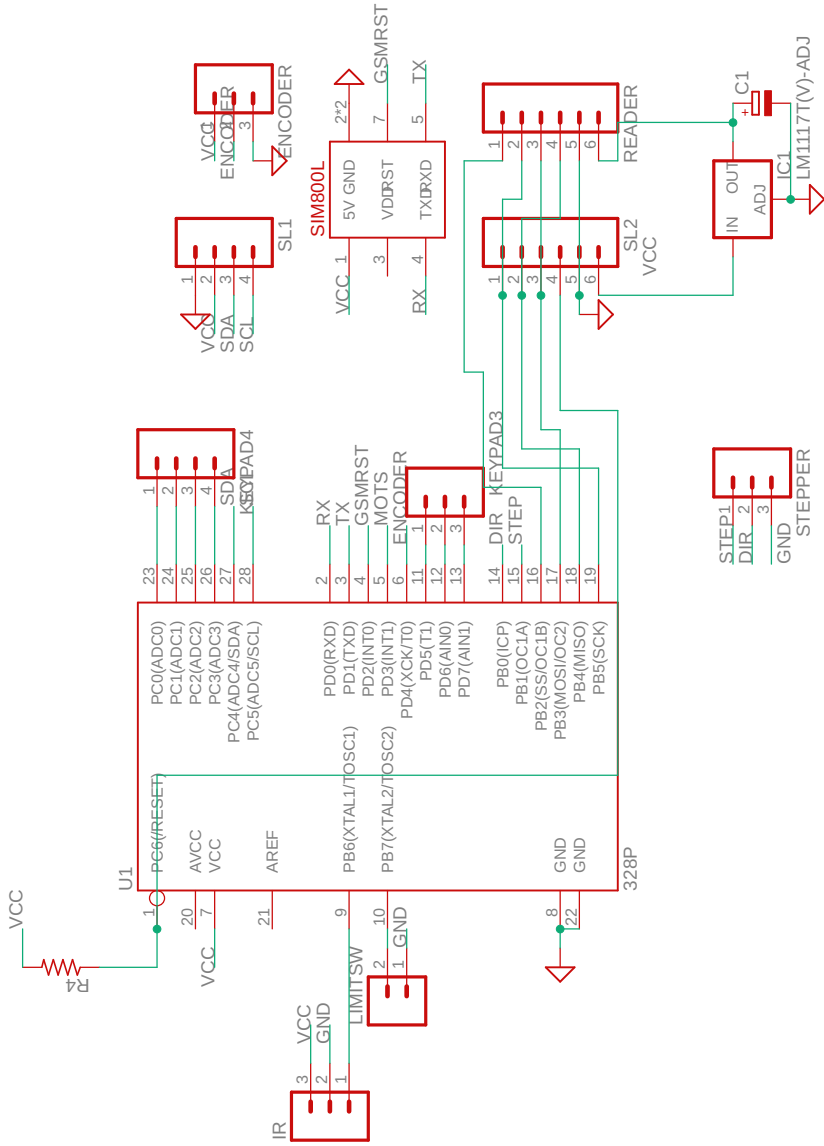 ENCODER
VCC
ENCODER
1
2
3
SL1
1
2
3
4
VCC
SDA
SCL
SIM800L
5V GND
VDD RST
TXD RXD
2*2
7
5
GSMRST
TX
1
3
4
VCC
RX
READER
1
2
3
4
5
6
SL2
VCC
1
2
3
4
5
6
C1
+
IC1
LM1117T(V)-ADJ
OUT
IN
ADJ
KEYPAD4
1
2
3
4
SDA
SCL
KEYPAD3
1
2
3
RX
TX
GSMRST
MOTS
ENCODER
DIR
STEP
STEPPER
1
2
3
STEP1
DIR
GND
23
24
25
26
27
28
2
3
4
5
6
11
12
13
14
15
16
17
18
19
PC0(ADC0)
PC1(ADC1)
PC2(ADC2)
PC3(ADC3)
PC4(ADC4/SDA)
PC5(ADC5/SCL)
PD0(RXD)
PD1(TXD)
PD2(INT0)
PD3(INT1)
PD4(XCK/T0)
PD5(T1)
PD6(AIN0)
PD7(AIN1)
PB0(ICP)
PB1(OC1A)
PB2(SS/OC1B)
PB3(MOSI/OC2)
PB4(MISO)
PB5(SCK)
U1
328P
PC6(/RESET)
AVCC
VCC
AREF
PB6(XTAL1/TOSC1)
PB7(XTAL2/TOSC2)
GND
GND
1
20
7
21
9
10
8
22
VCC
R4
VCC
LIMITSW
2
1
GND
IR
3
2
1
VCC
GND